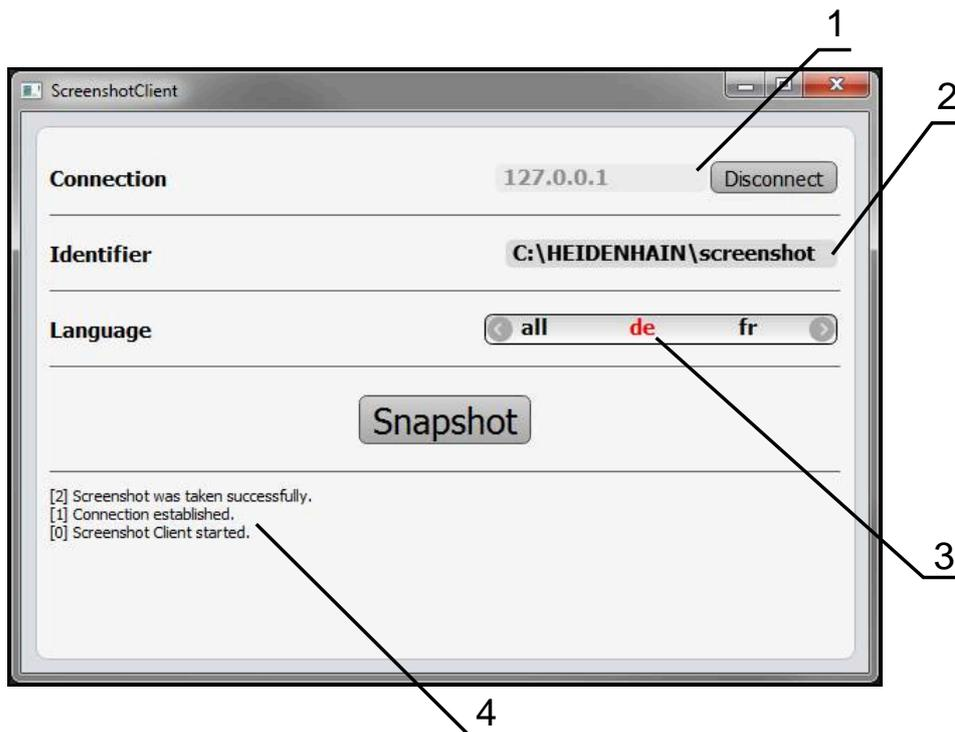 1
ScreenshotClient
2
Connection 127.0.0.1 Disconnect
Identifier C:\HEIDENHAIN\screenshot
Language all de fr
Snapshot
[2] Screenshot was taken successfully.
[1] Connection established.
[0] Screenshot Client started.
3
4